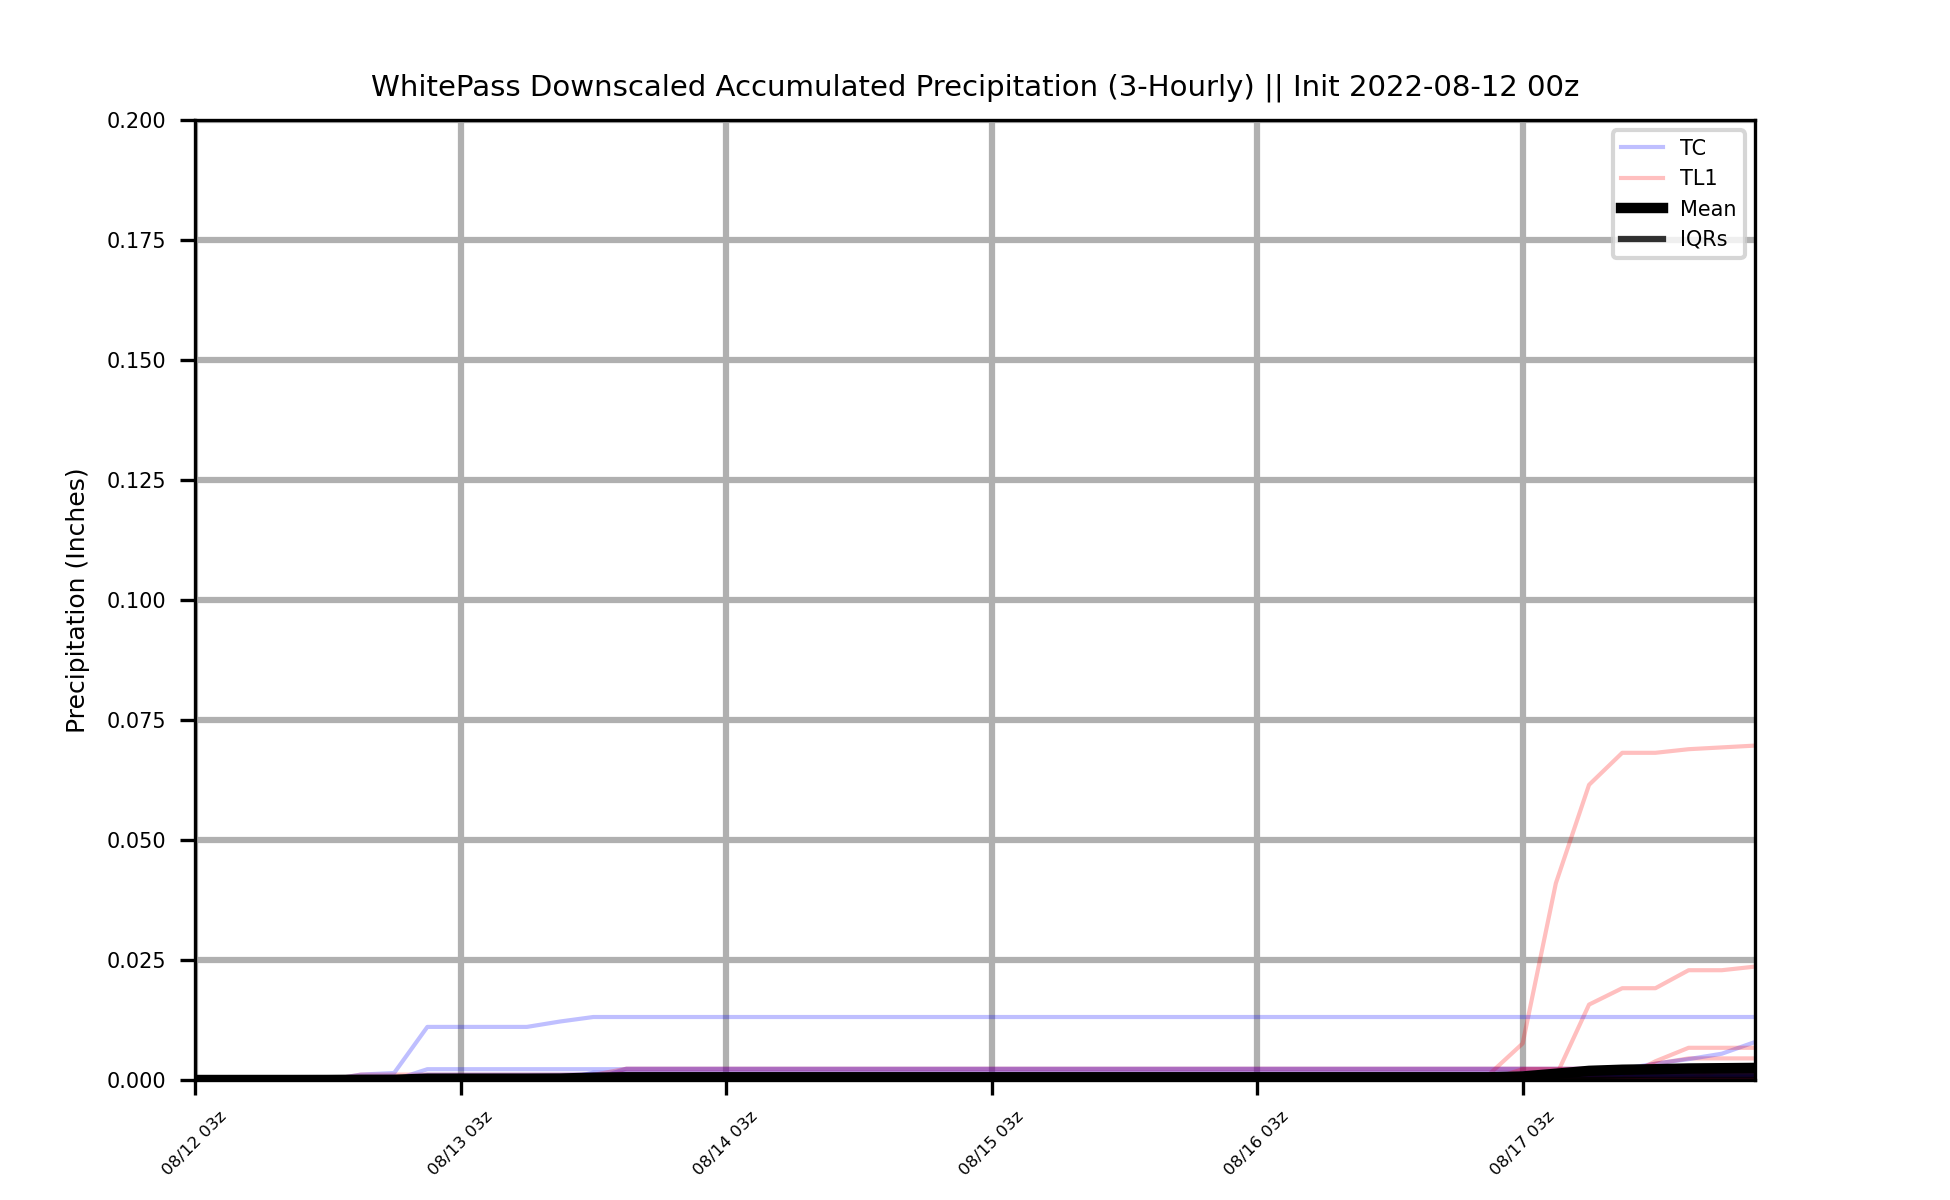 WhitePass Downscaled Accumulated Precipitation (3-Hourly) || Init 2022-08-12 00z
TC
TL1
Mean
IQRs
Precipitation (Inches)
0.200
0.175
0.150
0.125
0.100
0.075
0.050
0.025
0.000
08/12 03z
08/13 03z
08/14 03z
08/15 03z
08/16 03z
08/17 03z